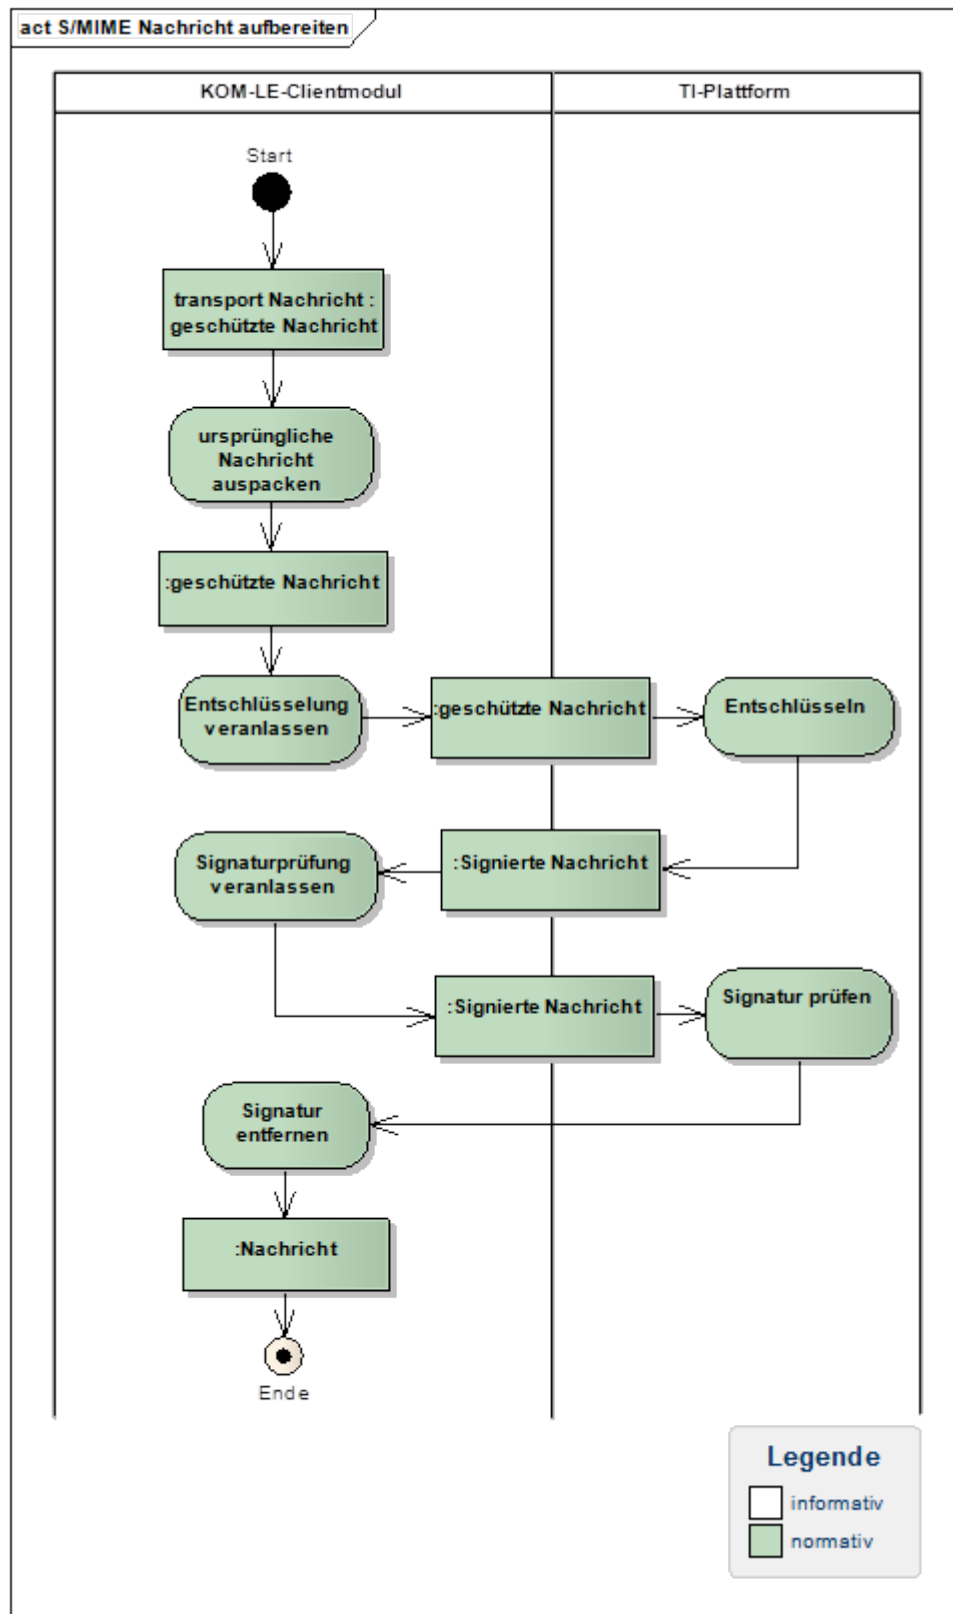 act S/MIME Nachricht aufbereiten
KOM-LE-Clientmodul
TI-Plattform
Start
transport Nachricht :
geschützte Nachricht
ursprüngliche
Nachricht
auspacken
:geschützte Nachricht
Entschlüsselung
veranlassen
:geschützte Nachricht
Entschlüsseln
Signaturprüfung
veranlassen
:Signierte Nachricht
:Signierte Nachricht
Signatur prüfen
Signatur
entfernen
:Nachricht
Ende
Legende
informativ
normativ